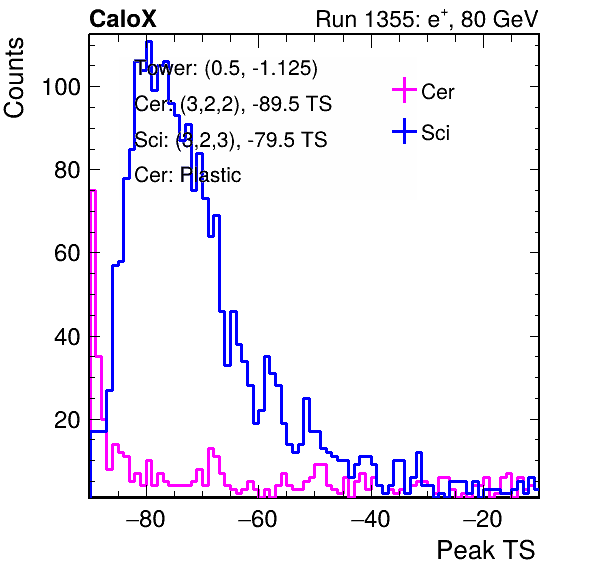 CaloX Run 1355: e+, 80 GeV
Counts
Tower: (0.5, -1.125)
Cer: (3,2,2), -89.5 TS
Sci: (3,2,3), -79.5 TS
Cer: Plastic
Cer
Sci
100
80
60
40
20
−80 −60 −40 −20
Peak TS